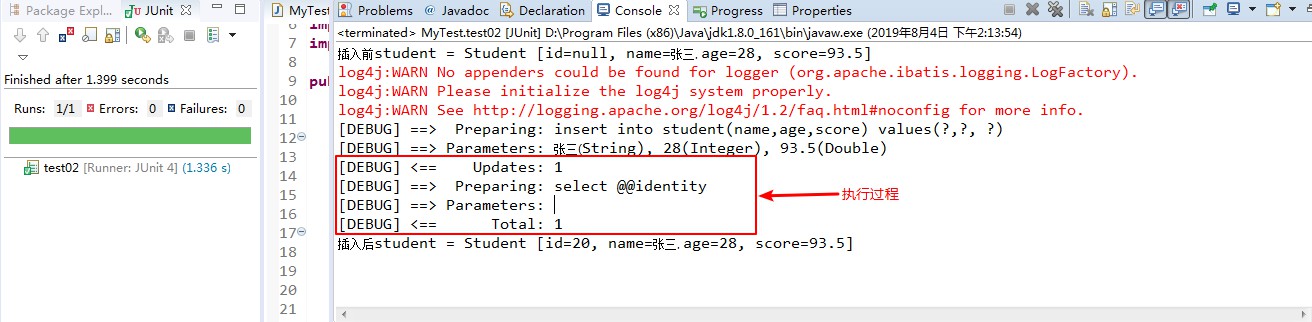 Package Expl...
JUnit
Finished after 1.399 seconds
Runs: 1/1 Errors: 0 Failures: 0
test02 [Runner: JUnit 4] (1.336 s)
MyTest
6 im
7 imp
8
9 pub
10
11
12
13
14
15
16
17
18
19
20
21
Problems @ Javadoc Declaration Console Progress Properties
<terminated> MyTest.test02 [JUnit] D:\Program Files (x86)\Java\jdk1.8.0_161\bin\javaw.exe (2019年8月4日 下午2:13:54)
插入前student = Student [id=null, name=张三, age=28, score=93.5]
log4j:WARN No appenders could be found for logger (org.apache.ibatis.logging.LogFactory).
log4j:WARN Please initialize the log4j system properly.
log4j:WARN See http://logging.apache.org/log4j/1.2/faq.html#noconfig for more info.
[DEBUG] ==>  Preparing: insert into student(name,age,score) values(?,?, ?)
[DEBUG] ==> Parameters: 张三(String), 28(Integer), 93.5(Double)
[DEBUG] <==    Updates: 1
[DEBUG] ==>  Preparing: select @@identity
[DEBUG] ==> Parameters:
[DEBUG] <==      Total: 1
执行过程
插入后student = Student [id=20, name=张三, age=28, score=93.5]